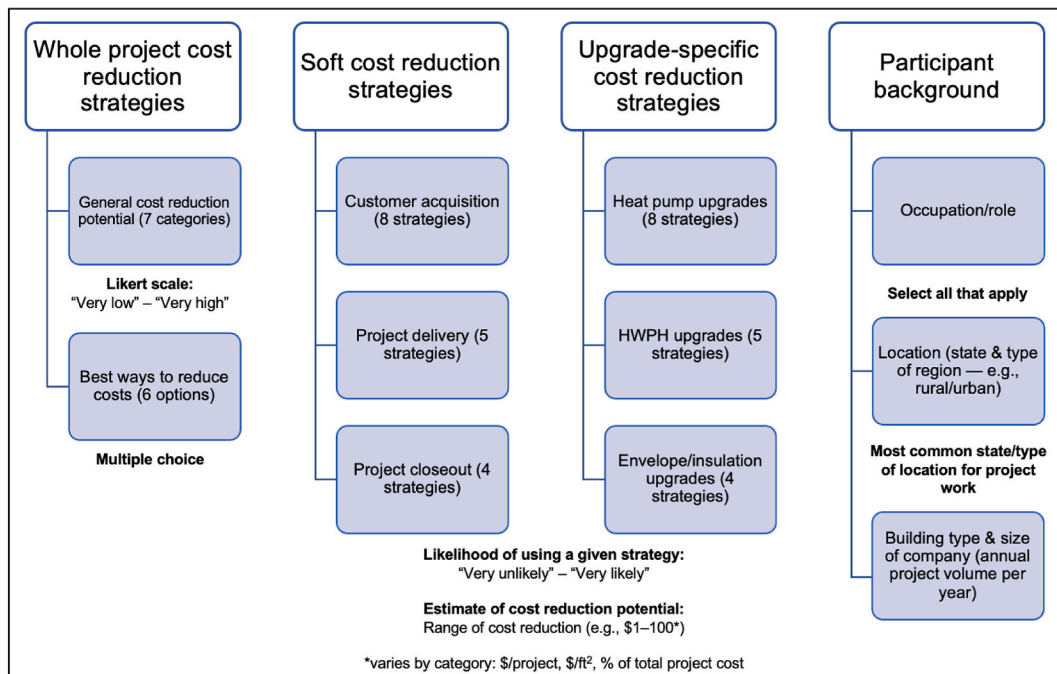 Whole project cost
reduction
strategies
General cost reduction
potential (7 categories)
Likert scale:
“Very low” – “Very high”
Best ways to reduce
costs (6 options)
Multiple choice
Soft cost reduction
strategies
Customer acquisition
(8 strategies)
Project delivery (5
strategies)
Project closeout (4
strategies)
Upgrade-specific
cost reduction
strategies
Heat pump upgrades
(8 strategies)
HWPH upgrades (5
strategies)
Envelope/insulation
upgrades (4
strategies)
Likelihood of using a given strategy:
“Very unlikely” – “Very likely”
Estimate of cost reduction potential:
Range of cost reduction (e.g., $1–100*)
*varies by category: $/project, $/ft², % of total project cost
Participant
background
Occupation/role
Select all that apply
Location (state & type
of region — e.g.,
rural/urban)
Most common state/type
of location for project
work
Building type & size
of company (annual
project volume per
year)